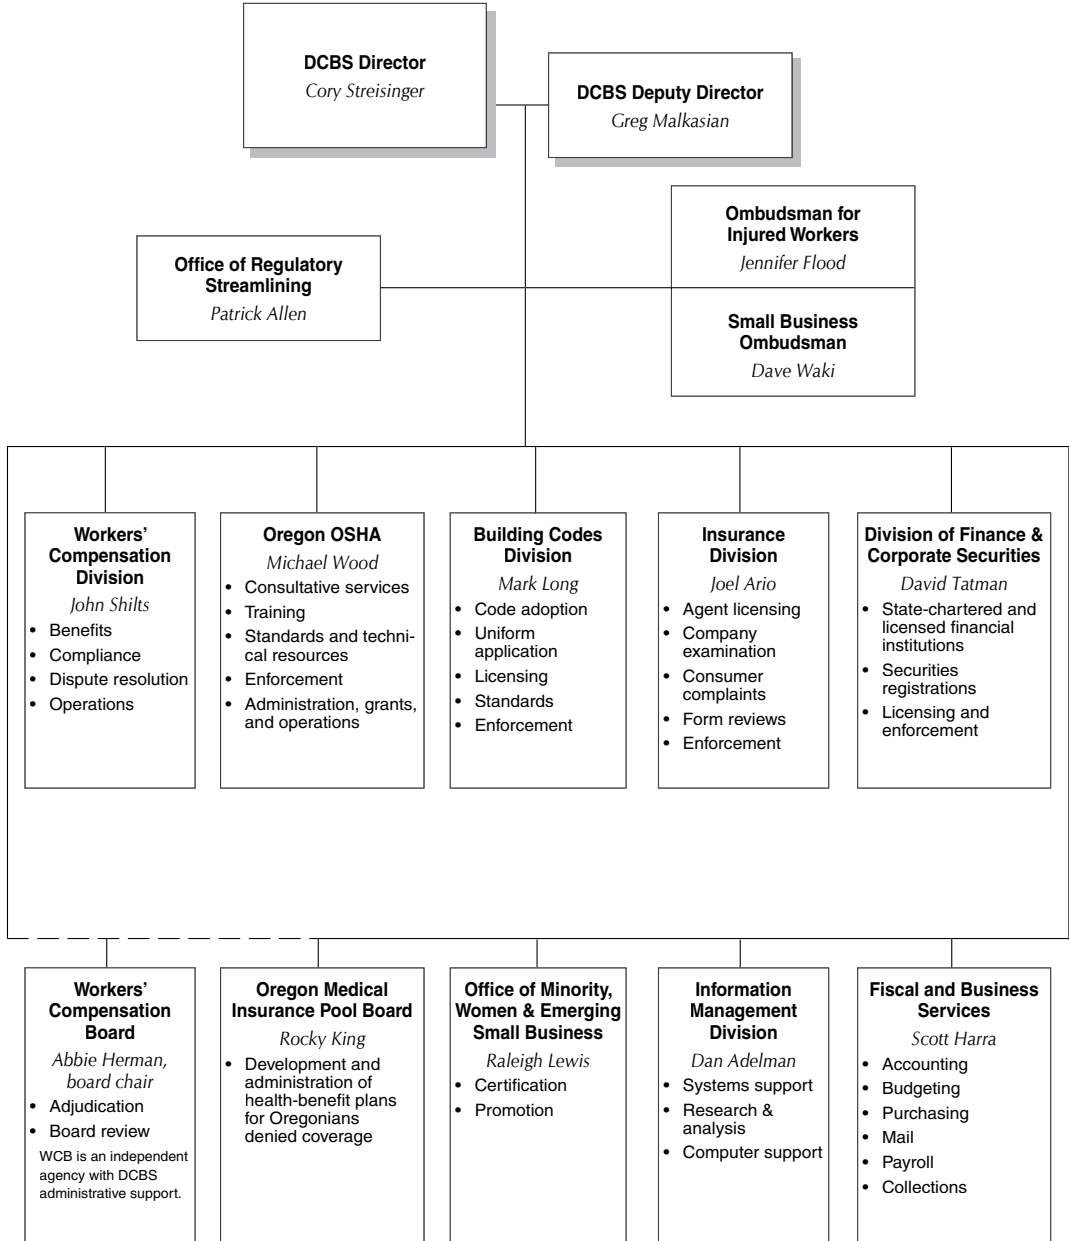 DCBS Director
Cory Streisinger
DCBS Deputy Director
Greg Malkasian
Ombudsman for
Injured Workers
Jennifer Flood
Office of Regulatory
Streamlining
Patrick Allen
Small Business
Ombudsman
Dave Waki
Workers'
Compensation
Division
John Shilts
• Benefits
• Compliance
• Dispute resolution
• Operations
Oregon OSHA
Michael Wood
• Consultative services
• Training
• Standards and techni-
cal resources
• Enforcement
• Administration, grants,
and operations
Building Codes
Division
Mark Long
• Code adoption
• Uniform
application
• Licensing
• Standards
• Enforcement
Insurance
Division
Joel Ario
• Agent licensing
• Company
examination
• Consumer
complaints
• Form reviews
• Enforcement
Division of Finance &
Corporate Securities
David Tatman
• State-chartered and
licensed financial
institutions
• Securities
registrations
• Licensing and
enforcement
Workers'
Compensation
Board
Abbie Herman,
board chair
• Adjudication
• Board review
WCB is an independent
agency with DCBS
administrative support.
Oregon Medical
Insurance Pool Board
Rocky King
• Development and
administration of
health-benefit plans
for Oregonians
denied coverage
Office of Minority,
Women & Emerging
Small Business
Raleigh Lewis
• Certification
• Promotion
Information
Management
Division
Dan Adelman
• Systems support
• Research &
analysis
• Computer support
Fiscal and Business
Services
Scott Harra
• Accounting
• Budgeting
• Purchasing
• Mail
• Payroll
• Collections